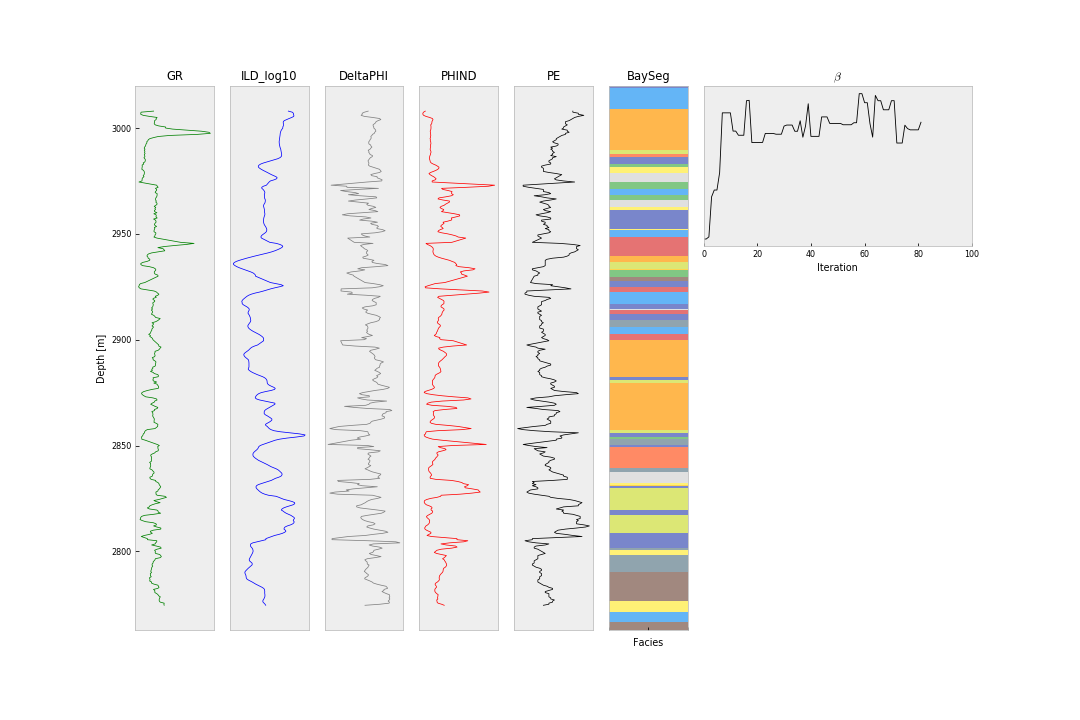 GR ILD_log10 DeltaPHI PHIND PE BaySeg β
3000
2950
2900
2850
2800
Depth [m]
0 20 40 60 80 100
Iteration
Facies